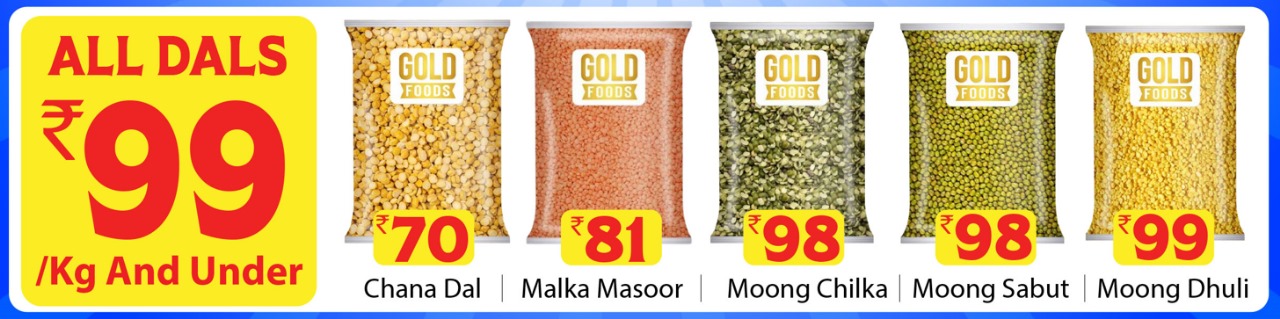 ALL DALS
₹99
/Kg And Under
GOLD
FOODS
₹70
Chana Dal
GOLD
FOODS
₹81
Malka Masoor
GOLD
FOODS
₹98
Moong Chilka
GOLD
FOODS
₹98
Moong Sabut
GOLD
FOODS
₹99
Moong Dhuli